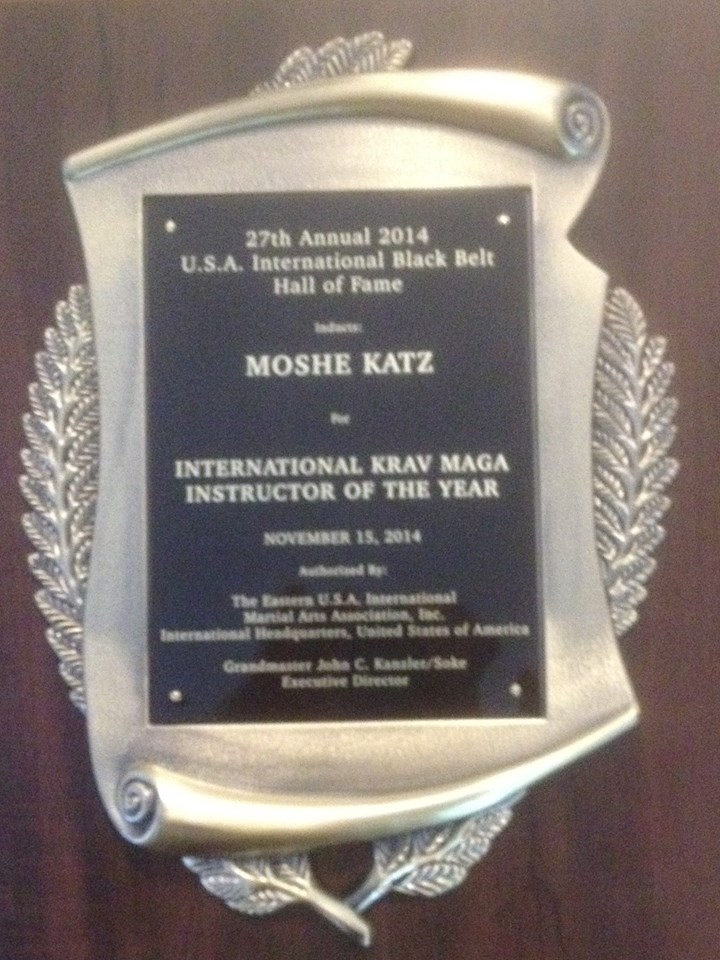 27th Annual 2014
U.S.A. International Black Belt
Hall of Fame
Inducts:
MOSHE KATZ
For
INTERNATIONAL KRAV MAGA
INSTRUCTOR OF THE YEAR
NOVEMBER 15, 2014
Authorized By:
The Eastern U.S.A. International
Martial Arts Association, Inc.
International Headquarters, United States of America
Grandmaster John C. Kanzler/Soke
Executive Director